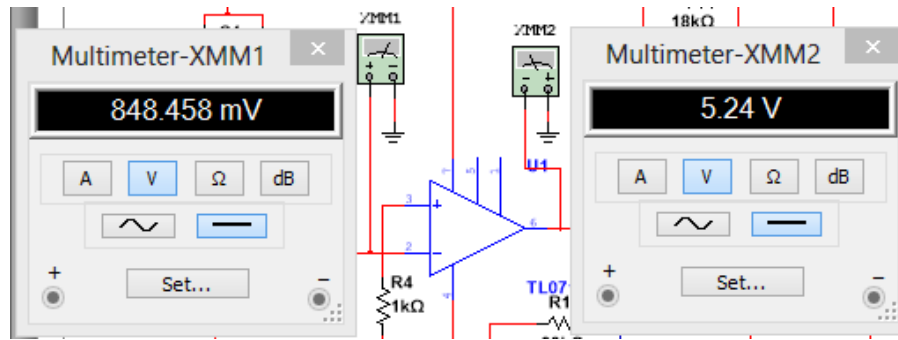 XMM1
18kΩ
XMM2
Multimeter-XMM1
Multimeter-XMM2
848.458 mV
5.24 V
+ -
- +
A V Ω dB
A V Ω dB
7 5 1
U1
3
+
6
2
-
4
+ Set... -
R4
1kΩ
TL07
R1
+ Set... -